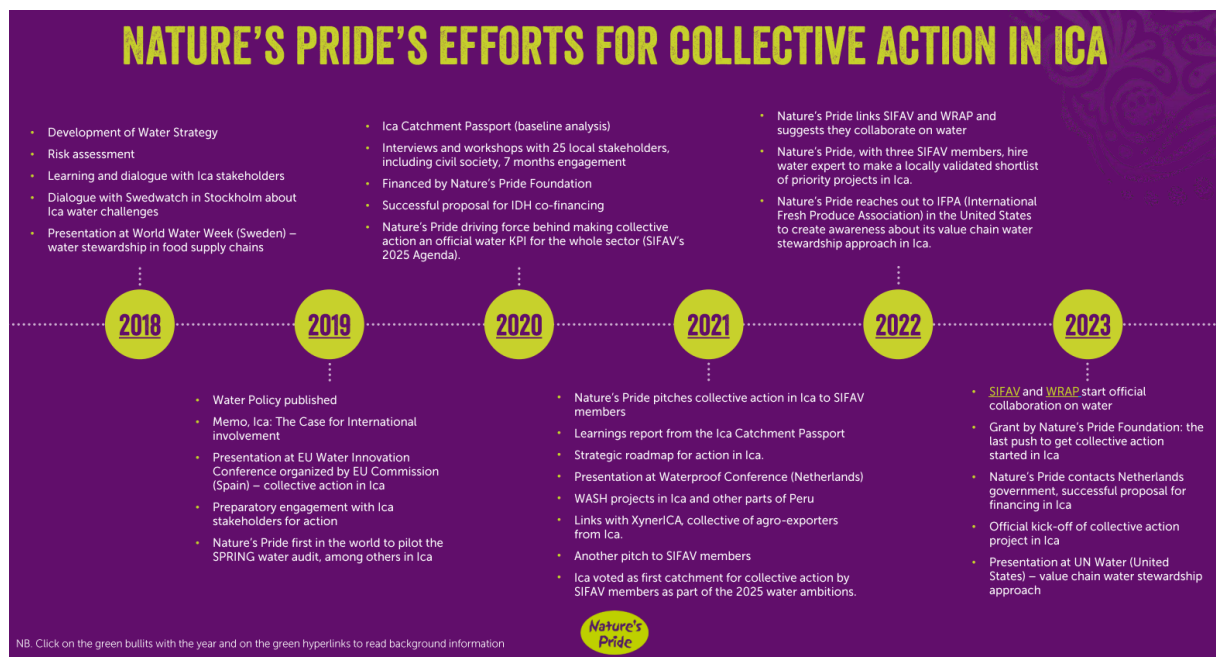 NATURE'S PRIDE'S EFFORTS FOR COLLECTIVE ACTION IN ICA
• Development of Water Strategy
• Risk assessment
• Learning and dialogue with Ica stakeholders
• Dialogue with Swedwatch in Stockholm about
Ica water challenges
• Presentation at World Water Week (Sweden) –
water stewardship in food supply chains
• Ica Catchment Passport (baseline analysis)
• Interviews and workshops with 25 local stakeholders,
including civil society, 7 months engagement
• Financed by Nature's Pride Foundation
• Successful proposal for IDH co-financing
• Nature's Pride driving force behind making collective
action an official water KPI for the whole sector (SIFAV's
2025 Agenda).
• Nature's Pride links SIFAV and WRAP and
suggests they collaborate on water
• Nature's Pride, with three SIFAV members, hire
water expert to make a locally validated shortlist
of priority projects in Ica.
• Nature's Pride reaches out to IFPA (International
Fresh Produce Association) in the United States
to create awareness about its value chain water
stewardship approach in Ica.
2018
2019
2020
2021
2022
2023
• Water Policy published
• Memo, Ica: The Case for International
involvement
• Presentation at EU Water Innovation
Conference organized by EU Commission
(Spain) – collective action in Ica
• Preparatory engagement with Ica
stakeholders for action
• Nature's Pride first in the world to pilot the
SPRING water audit, among others in Ica
• Nature's Pride pitches collective action in Ica to SIFAV
members
• Learnings report from the Ica Catchment Passport
• Strategic roadmap for action in Ica.
• Presentation at Waterproof Conference (Netherlands)
• WASH projects in Ica and other parts of Peru
• Links with XynerICA, collective of agro-exporters
from Ica.
• Another pitch to SIFAV members
• Ica voted as first catchment for collective action by
SIFAV members as part of the 2025 water ambitions.
• SIFAV and WRAP start official
collaboration on water
• Grant by Nature's Pride Foundation: the
last push to get collective action
started in Ica
• Nature's Pride contacts Netherlands
government, successful proposal for
financing in Ica
• Official kick-off of collective action
project in Ica
• Presentation at UN Water (United
States) – value chain water stewardship
approach
Nature's
Pride
NB. Click on the green bullits with the year and on the green hyperlinks to read background information